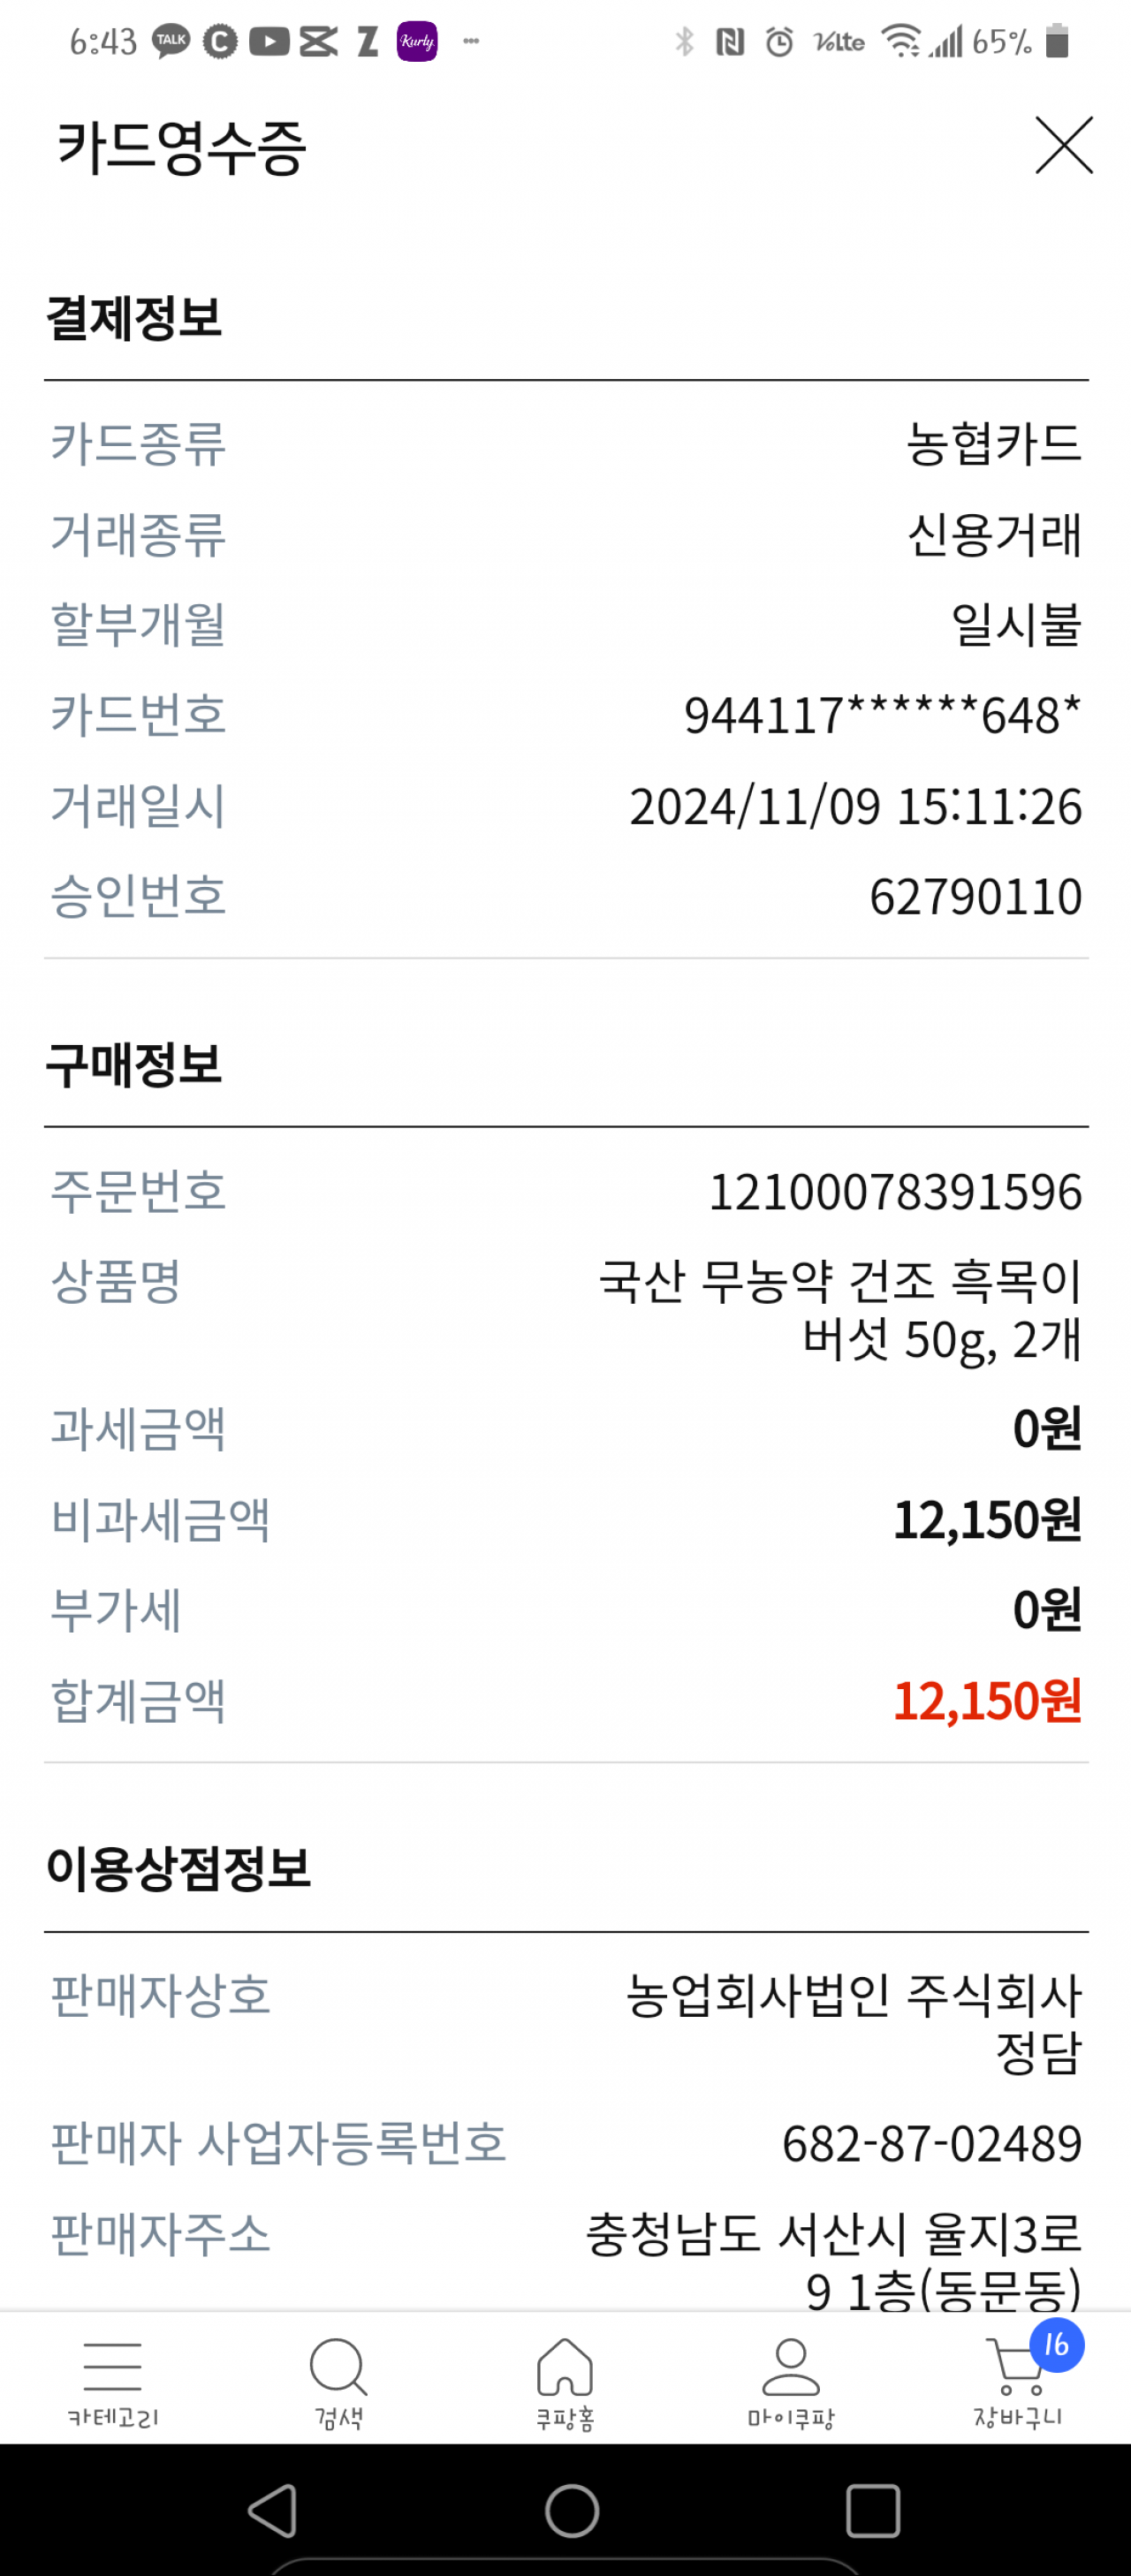 6:43 TALK C Z Kurly ... N Volte 65%
카드영수증
결제정보
카드종류 농협카드
거래종류 신용거래
할부개월 일시불
카드번호 944117******648*
거래일시 2024/11/09 15:11:26
승인번호 62790110
구매정보
주문번호 12100078391596
상품명 국산 무농약 건조 흑목이
버섯 50g, 2개
과세금액 0원
비과세금액 12,150원
부가세 0원
합계금액 12,150원
이용상점정보
판매자상호 농업회사법인 주식회사
정담
판매자 사업자등록번호 682-87-02489
판매자주소 충청남도 서산시 율지3로
9 1층(동문동)
16
카테고리 검색 쿠팡홈 마이쿠팡 장바구니